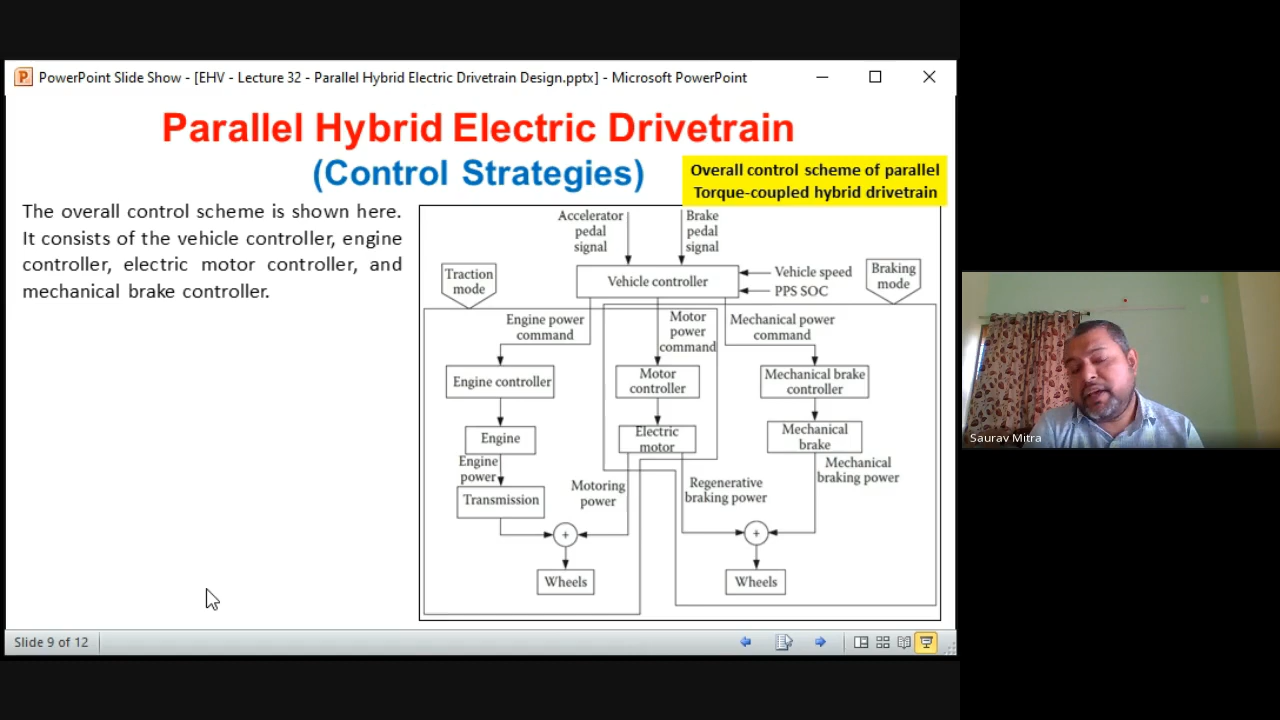 PowerPoint Slide Show - [EHV - Lecture 32 - Parallel Hybrid Electric Drivetrain Design.pptx] - Microsoft PowerPoint
Parallel Hybrid Electric Drivetrain
(Control Strategies)
Overall control scheme of parallel
Torque-coupled hybrid drivetrain
The overall control scheme is shown here.
It consists of the vehicle controller, engine
controller, electric motor controller, and
mechanical brake controller.
Accelerator
pedal
signal
Brake
pedal
signal
Traction
mode
Vehicle controller
Vehicle speed
PPS SOC
Braking
mode
Engine power
command
Motor
power
command
Mechanical power
command
Engine controller
Motor
controller
Mechanical brake
controller
Engine
Electric
motor
Mechanical
brake
Engine
power
Transmission
Motoring
power
Regenerative
braking power
Mechanical
braking power
+
+
Wheels
Wheels
Saurav Mitra
Slide 9 of 12